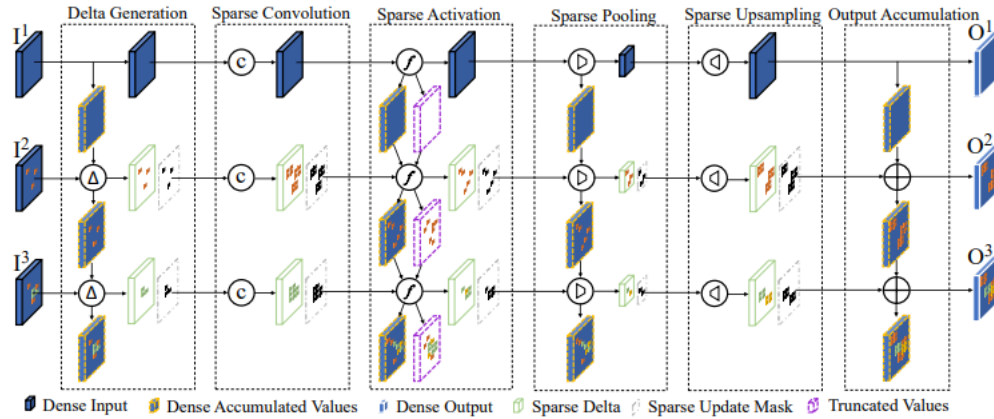 Delta Generation Sparse Convolution Sparse Activation Sparse Pooling Sparse Upsampling Output Accumulation
I¹ c f O¹
I² Δ c f O²
I³ Δ c f O³
Dense Input Dense Accumulated Values Dense Output Sparse Delta Sparse Update Mask Truncated Values